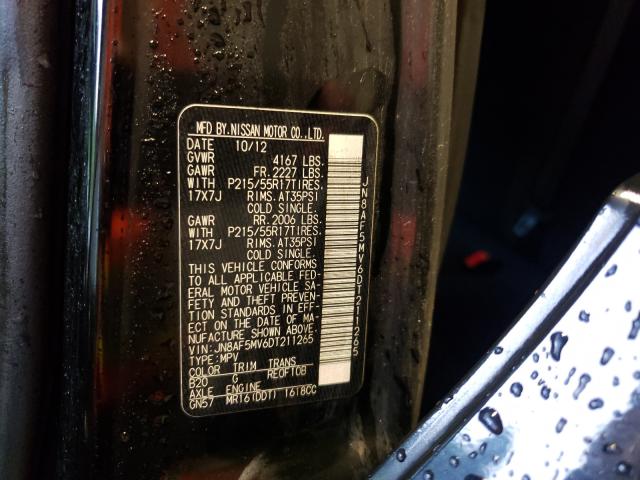 MFD BY.NISSAN MOTOR CO.,LTD.
DATE 10/12
GVWR 4167 LBS.
GAWR FR. 2227 LBS.
WITH P215/55R17TIRES.
17X7J RIMS.AT35PSI
COLD SINGLE.
GAWR RR. 2006 LBS.
WITH P215/55R17TIRES.
17X7J RIMS.AT35PSI
COLD SINGLE.
THIS VEHICLE CONFORMS
TO ALL APPLICABLE FED-
ERAL MOTOR VEHICLE SA-
FETY AND THEFT PREVEN-
TION STANDARDS IN EFF-
ECT ON THE DATE OF MA-
NUFACTURE SHOWN ABOVE.
VIN:JN8AF5MV6DT211265
TYPE:MPV
COLOR TRIM TRANS
B20 G RE0F10B
AXLE ENGINE
GN57 MR16(DDT) 1618CC
JN8AF5MV6DT211265